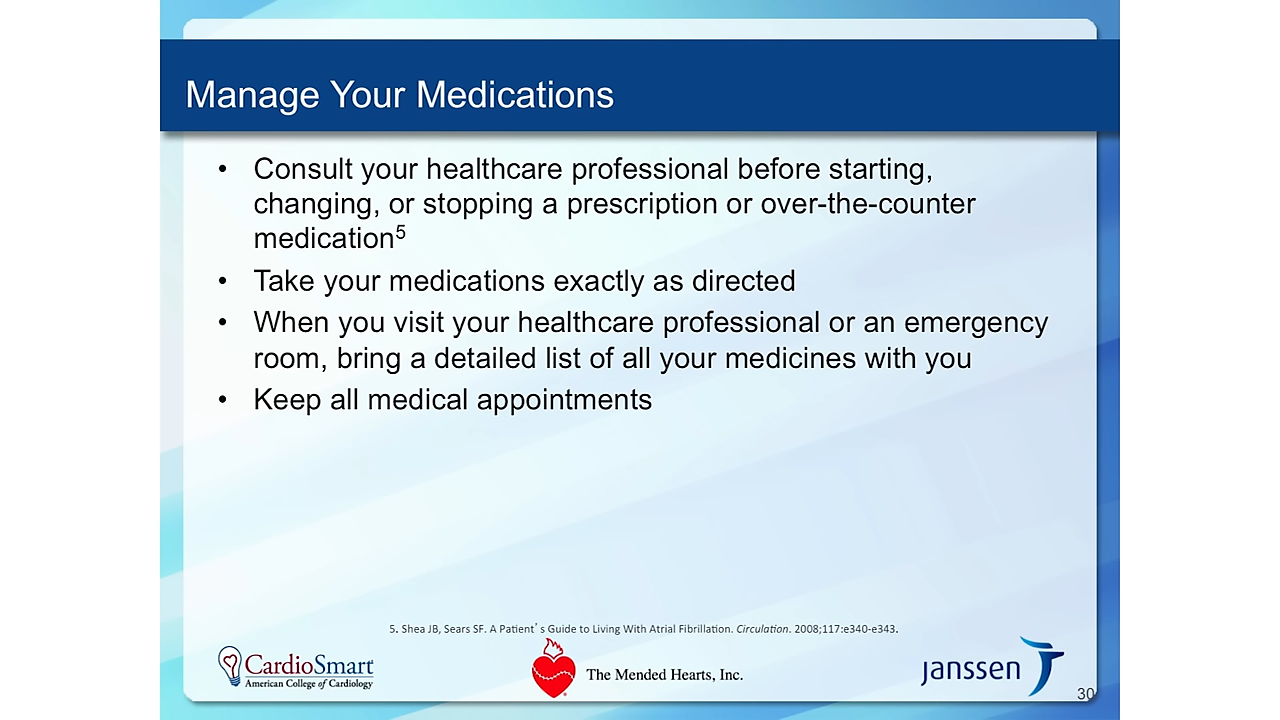 Manage Your Medications
• Consult your healthcare professional before starting,
changing, or stopping a prescription or over-the-counter
medication5
• Take your medications exactly as directed
• When you visit your healthcare professional or an emergency
room, bring a detailed list of all your medicines with you
• Keep all medical appointments
5. Shea JB, Sears SF. A Patient's Guide to Living With Atrial Fibrillation. Circulation. 2008;117:e340-e343.
CardioSmart
American College of Cardiology
The Mended Hearts, Inc.
janssen
30